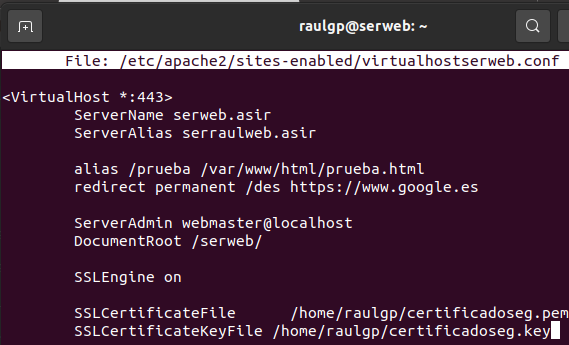 raulgp@serweb: ~
File: /etc/apache2/sites-enabled/virtualhostserweb.conf
<VirtualHost *:443>
ServerName serweb.asir
ServerAlias serraulweb.asir
alias /prueba /var/www/html/prueba.html
redirect permanent /des https://www.google.es
ServerAdmin webmaster@localhost
DocumentRoot /serweb/
SSLEngine on
SSLCertificateFile /home/raulgp/certificadoseg.pem
SSLCertificateKeyFile /home/raulgp/certificadoseg.key